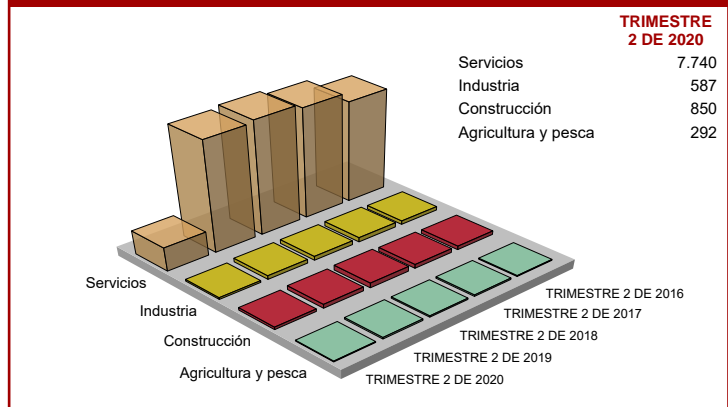 TRIMESTRE
2 DE 2020
Servicios 7.740
Industria 587
Construcción 850
Agricultura y pesca 292
Servicios
Industria
Construcción
Agricultura y pesca
TRIMESTRE 2 DE 2016
TRIMESTRE 2 DE 2017
TRIMESTRE 2 DE 2018
TRIMESTRE 2 DE 2019
TRIMESTRE 2 DE 2020